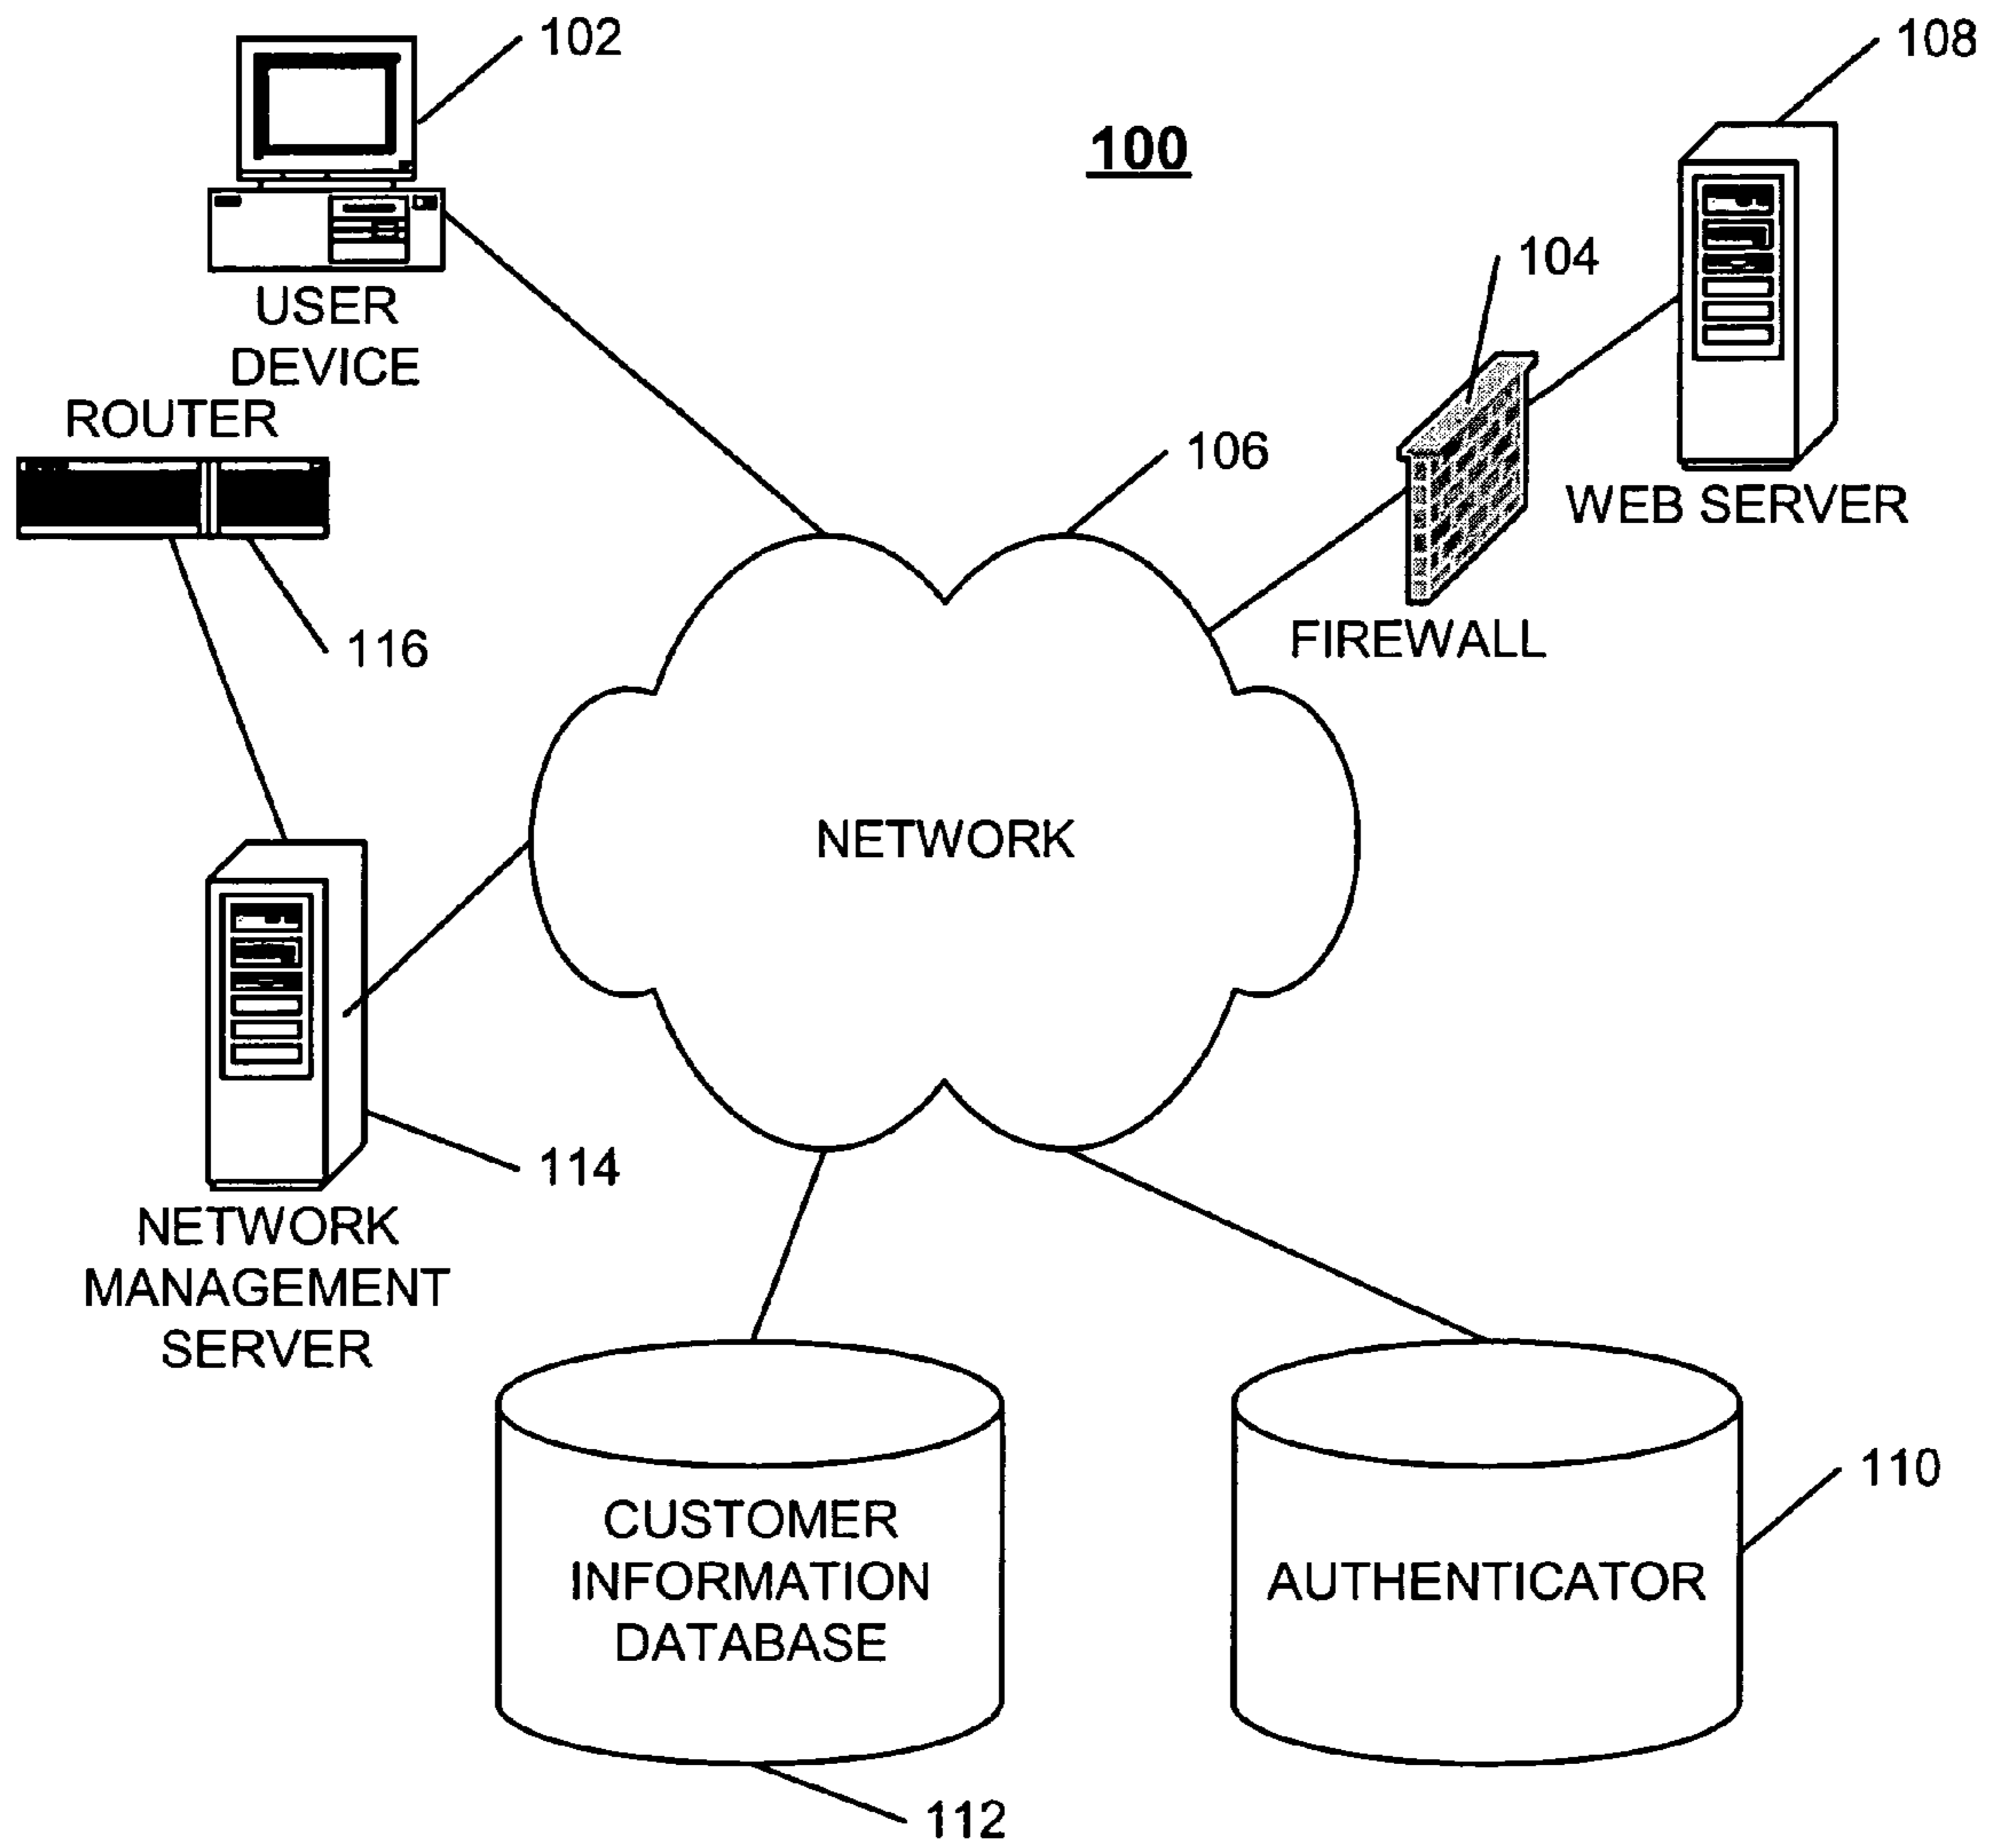 102
108
100
104
USER
DEVICE
ROUTER
106
WEB SERVER
116
FIREWALL
NETWORK
114
NETWORK
MANAGEMENT
SERVER
110
CUSTOMER
INFORMATION
DATABASE
AUTHENTICATOR
112